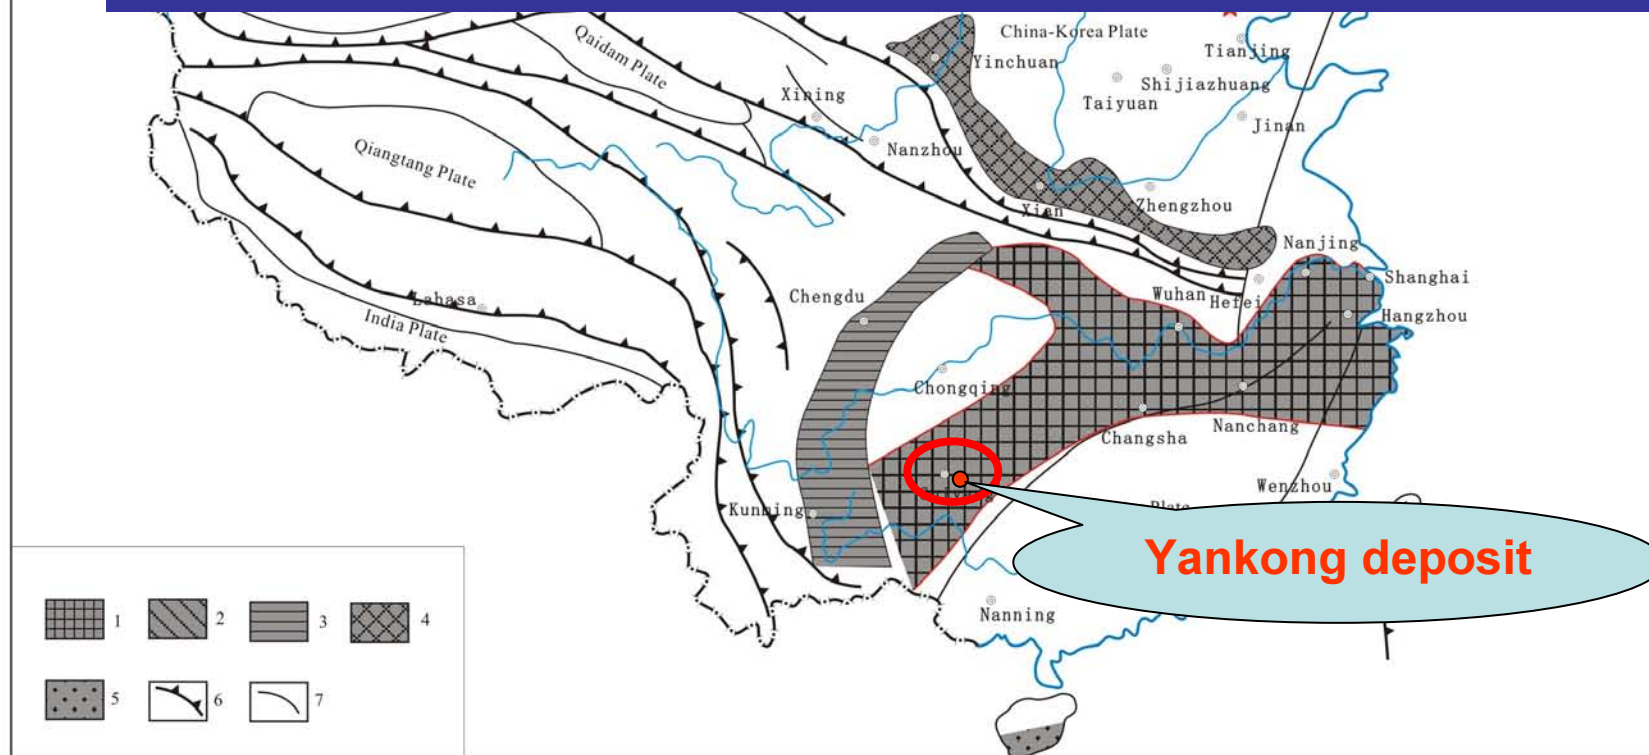 China-Korea Plate
Qaidam Plate
Tianjing
Yinchuan
Shijiazhuang
Taiyuan
Xining
Jinan
Nanzhou
Qiangtang Plate
Xian
Zhengzhou
Nanjing
Shanghai
Chengdu
Wuhan
Hefei
Lahasa
Hangzhou
India Plate
Chongqing
Nanchang
Changsha
Wenzhou
Kunming
Plate
Yankong deposit
Nanning
1
2
3
4
5
6
7